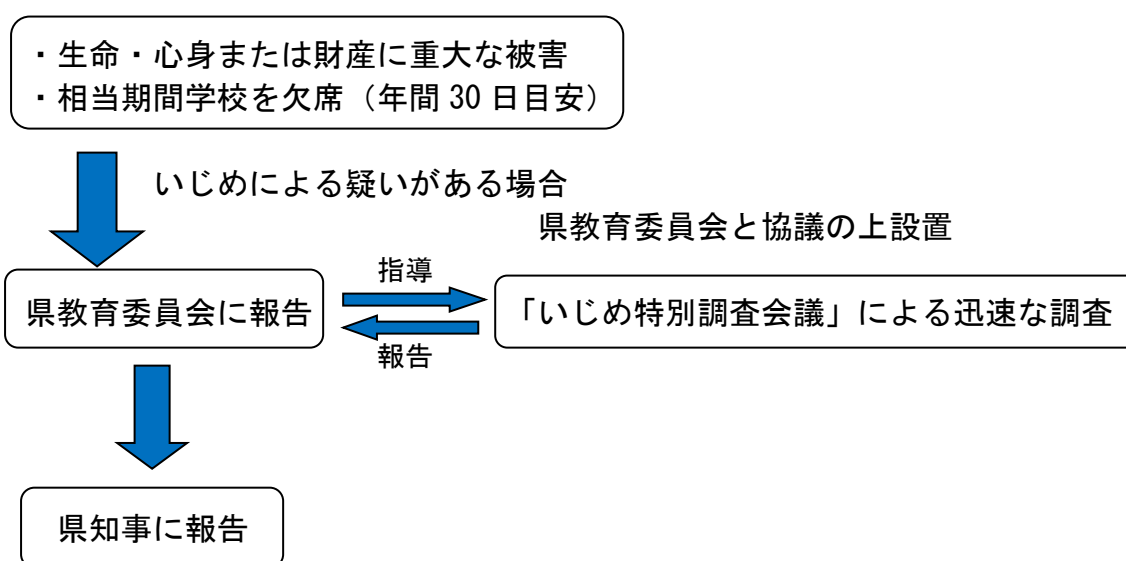 ・生命・心身または財産に重大な被害
・相当期間学校を欠席（年間30日目安）
いじめによる疑いがある場合
県教育委員会と協議の上設置
指導
県教育委員会に報告
「いじめ特別調査会議」による迅速な調査
報告
県知事に報告